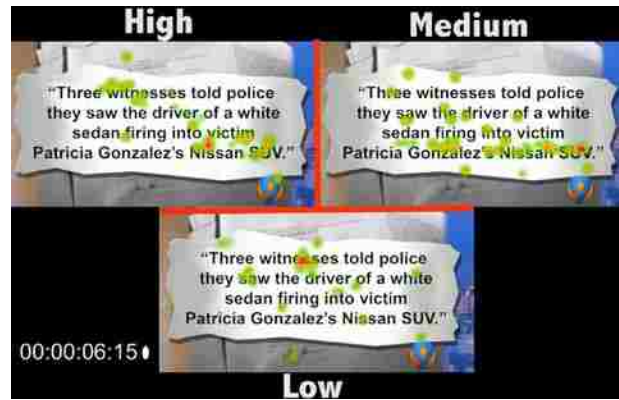 High
Medium
“Three witnesses told police
they saw the driver of a white
sedan firing into victim
Patricia Gonzalez's Nissan SUV.”
“Three witnesses told police
they saw the driver of a white
sedan firing into victim
Patricia Gonzalez's Nissan SUV.”
“Three witnesses told police
they saw the driver of a white
sedan firing into victim
Patricia Gonzalez's Nissan SUV.”
00:00:06:15
Low